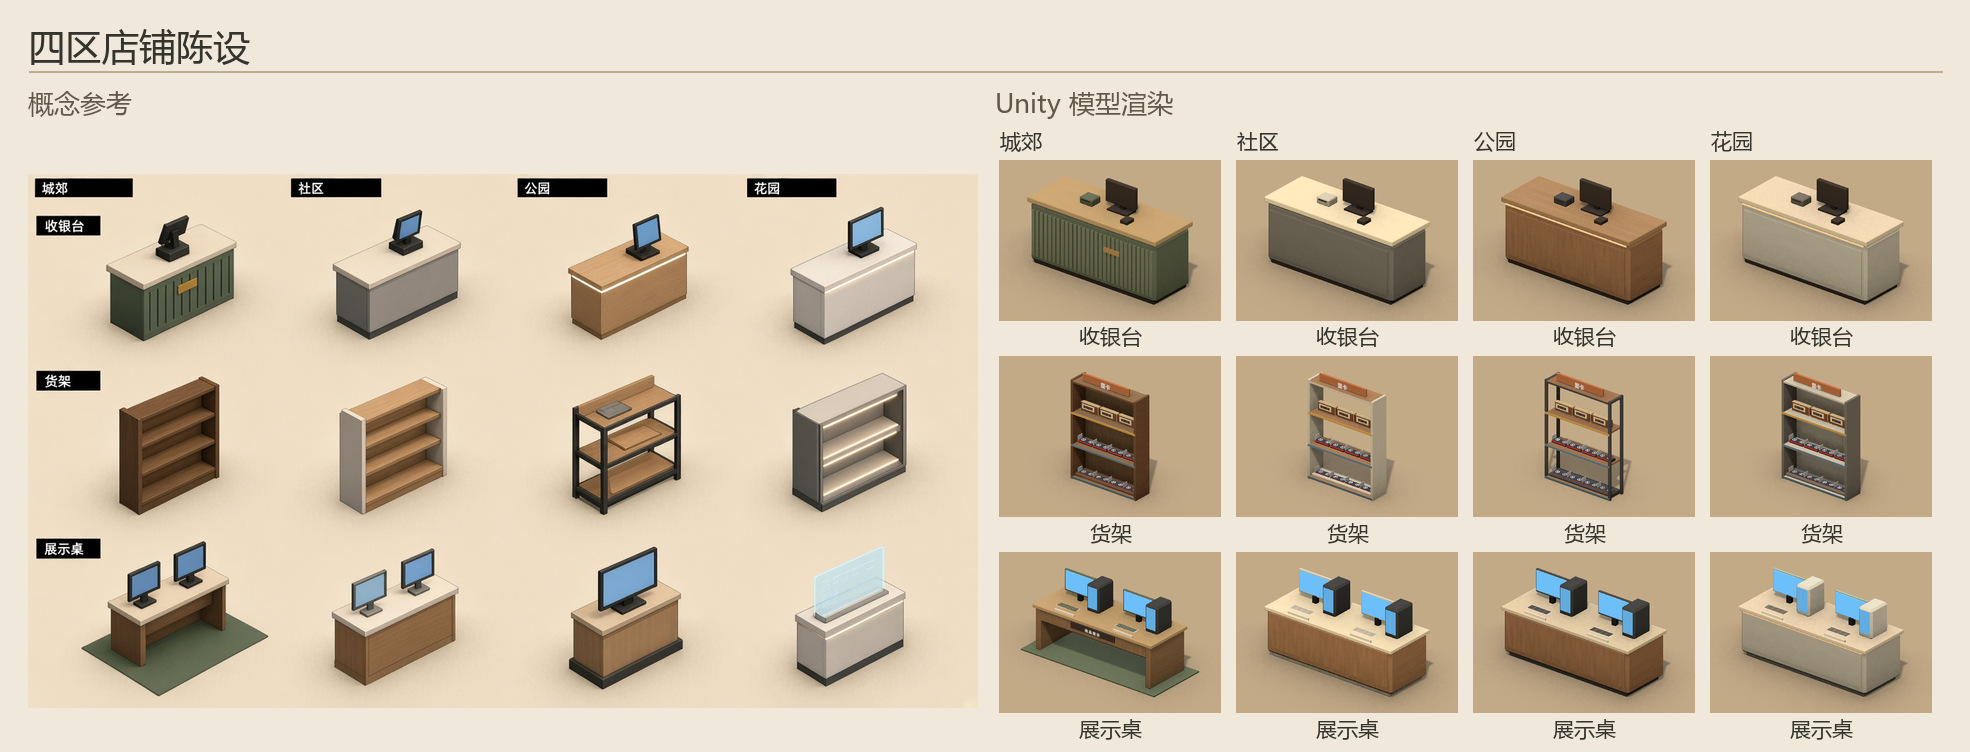 四区店铺陈设
概念参考
城郊
社区
公园
花园
收银台
货架
展示桌
Unity 模型渲染
城郊
社区
公园
花园
收银台
收银台
收银台
收银台
货架
货架
货架
货架
展示桌
展示桌
展示桌
展示桌